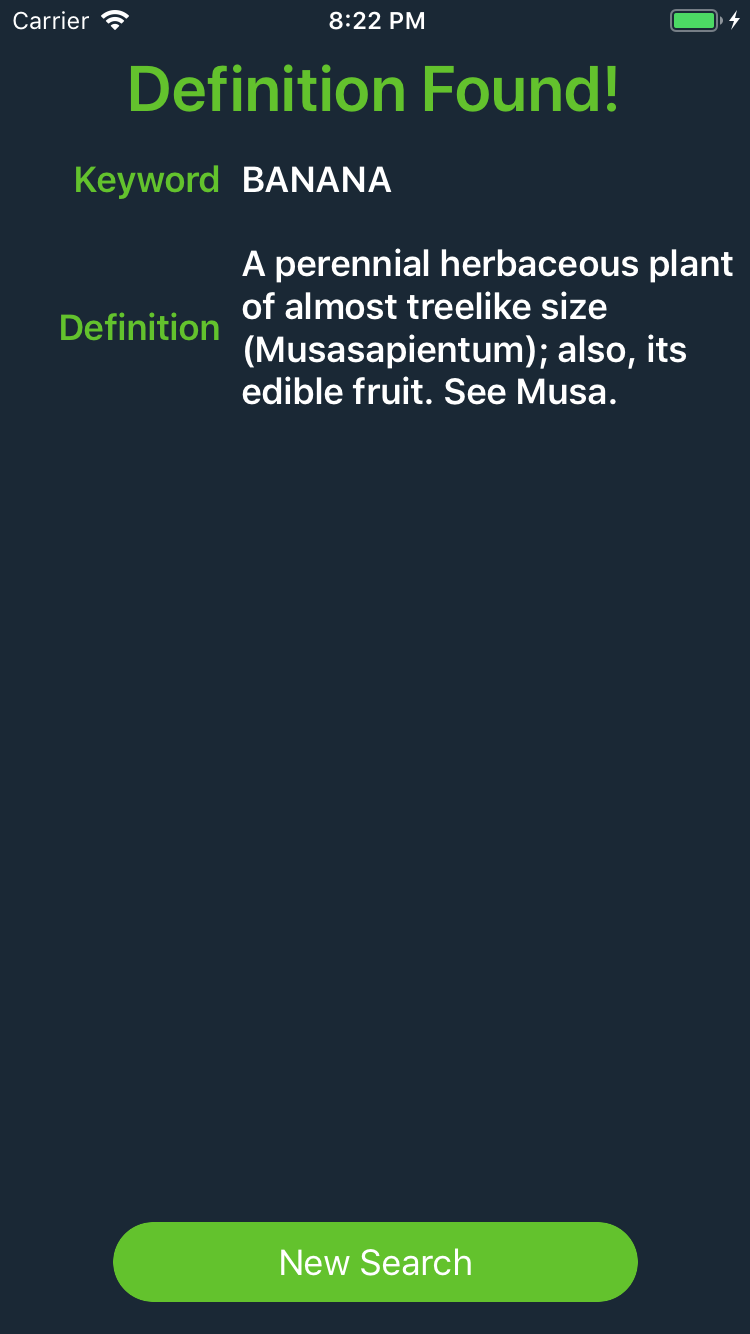 Carrier 8:22 PM
Definition Found!
Keyword BANANA
A perennial herbaceous plant
of almost treelike size
Definition
(Musasapientum); also, its
edible fruit. See Musa.
New Search